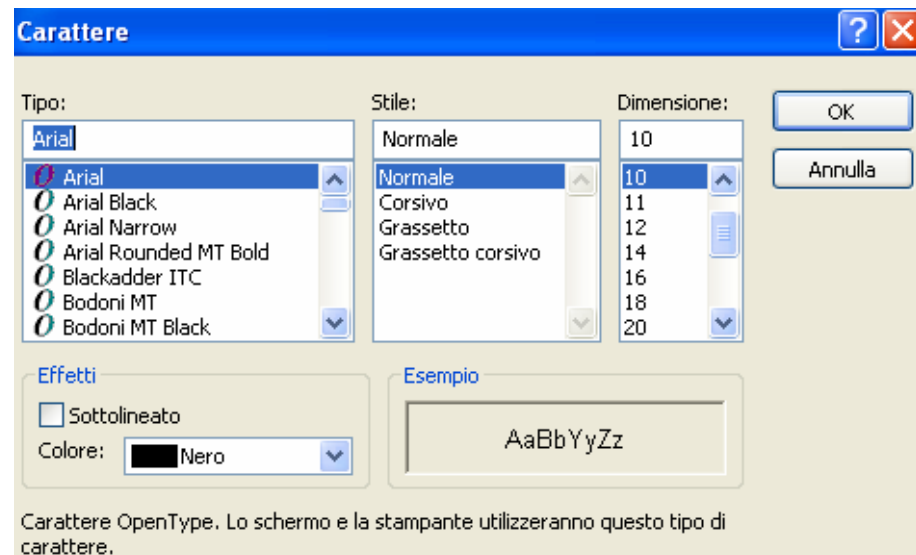 Carattere
Tipo:
Stile:
Dimensione:
Arial
Normale
10
OK
Annulla
Arial
Arial Black
Arial Narrow
Arial Rounded MT Bold
Blackadder ITC
Bodoni MT
Bodoni MT Black
Normale
Corsivo
Grassetto
Grassetto corsivo
10
11
12
14
16
18
20
Effetti
Sottolineato
Colore:
Nero
Esempio
AaBbYyZz
Carattere OpenType. Lo schermo e la stampante utilizzeranno questo tipo di
carattere.